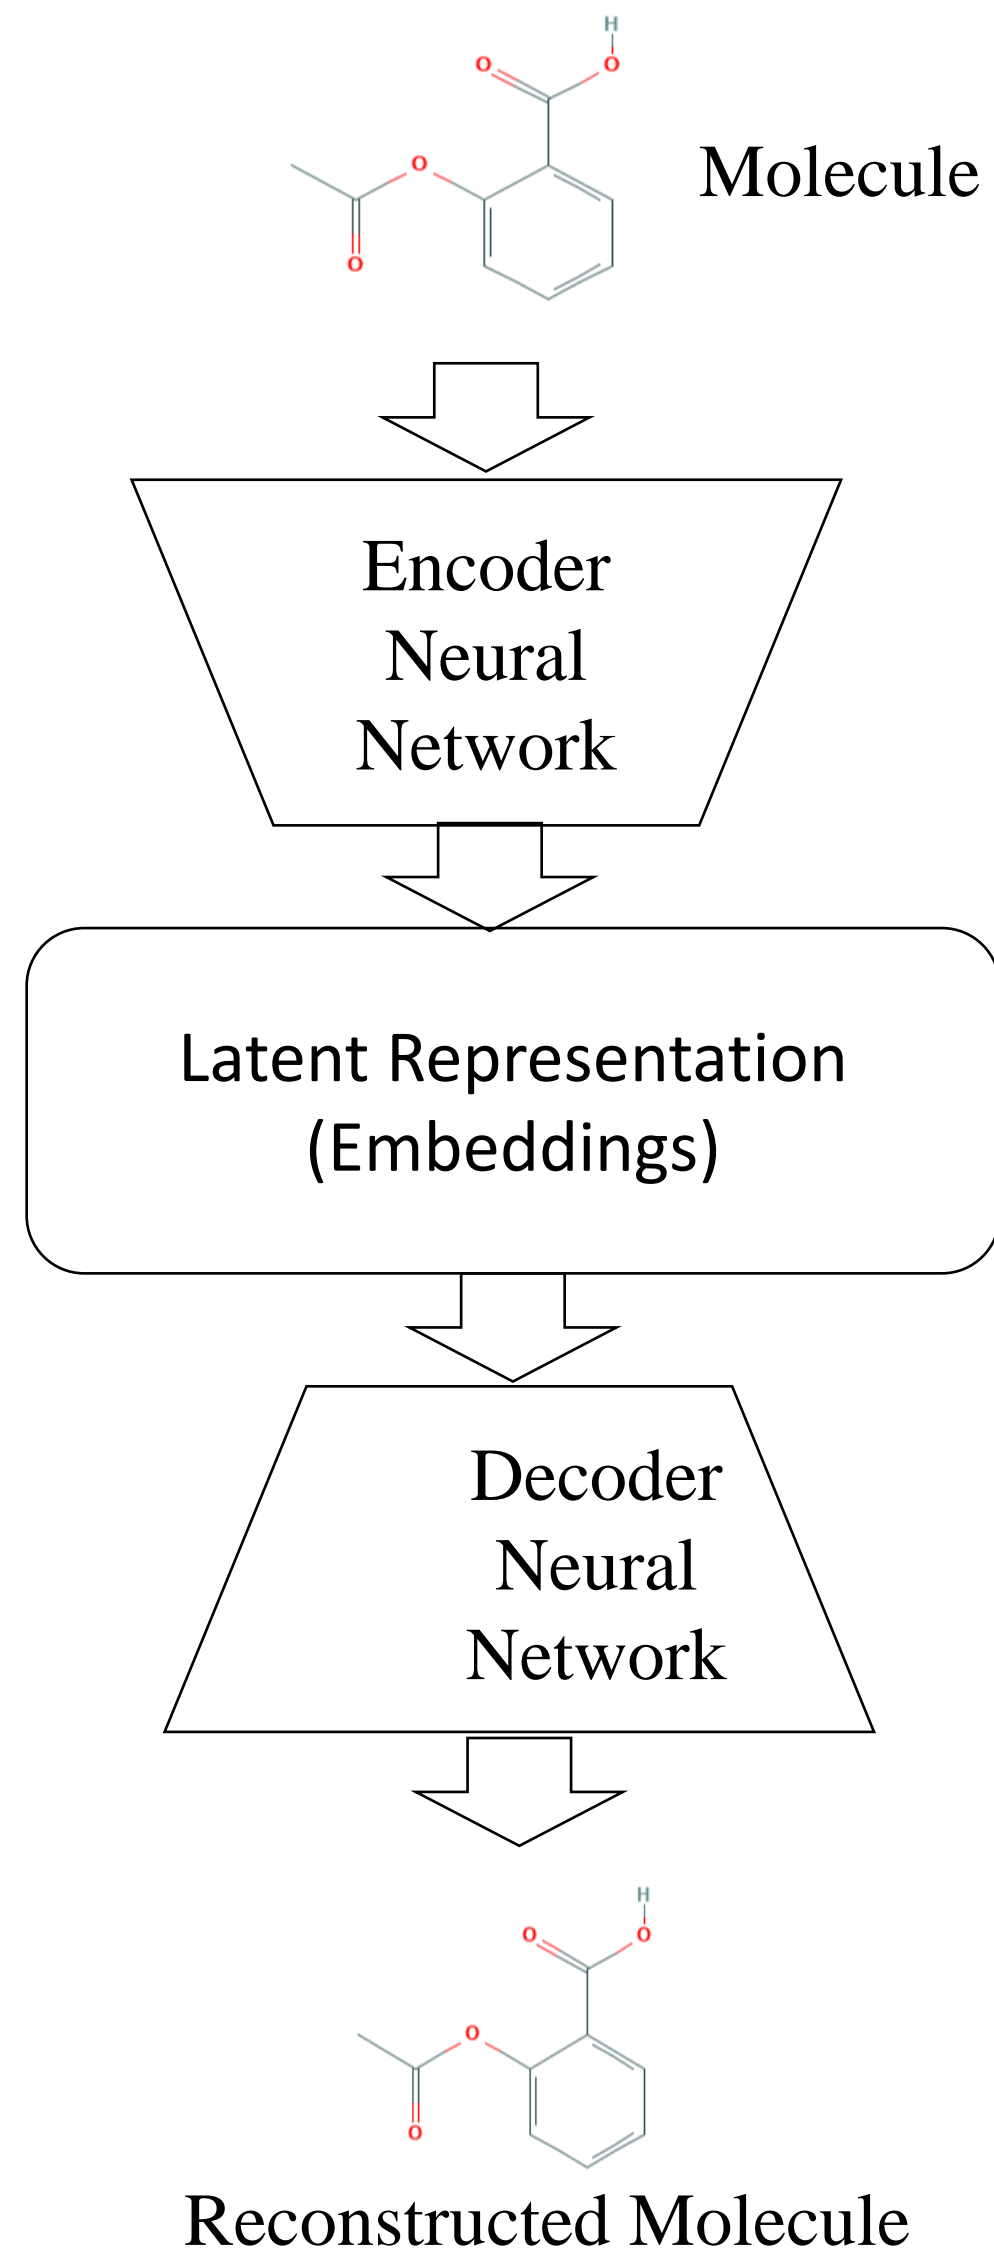 H
O
O
O
Molecule
O
Encoder
Neural
Network
Latent Representation
(Embeddings)
Decoder
Neural
Network
H
O
O
O
O
Reconstructed Molecule